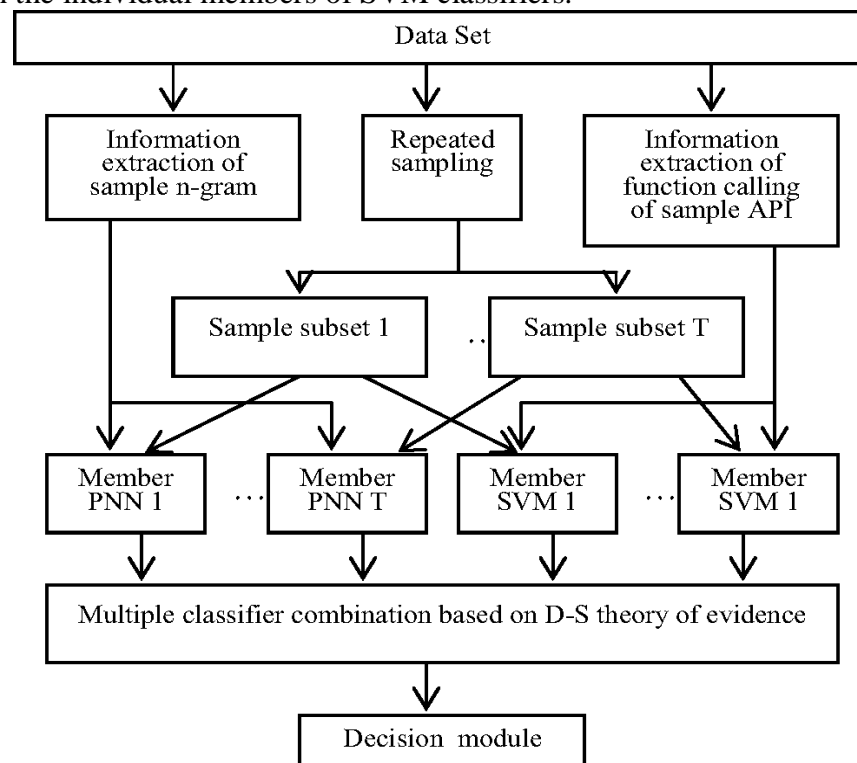 the individual members of SVM classifiers.
Data Set
Information
extraction of
sample n-gram
Repeated
sampling
Information
extraction of
function calling
of sample API
Sample subset 1
..
Sample subset T
Member
PNN 1
...
Member
PNN T
Member
SVM 1
...
Member
SVM 1
Multiple classifier combination based on D-S theory of evidence
Decision module